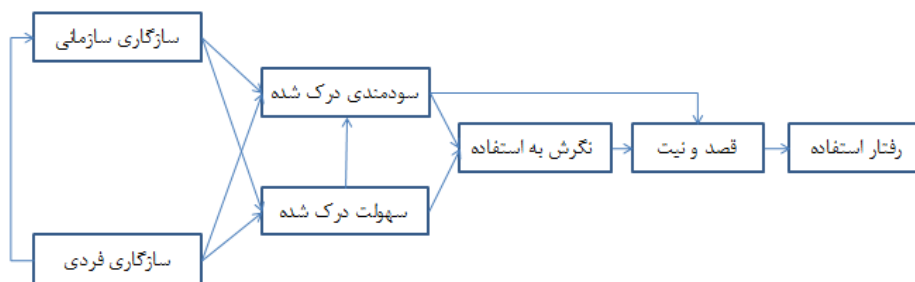 سازگاری سازمانی
سودمندی درک شده
نگرش به استفاده
قصد و نیت
رفتار استفاده
سهولت درک شده
سازگاری فردی